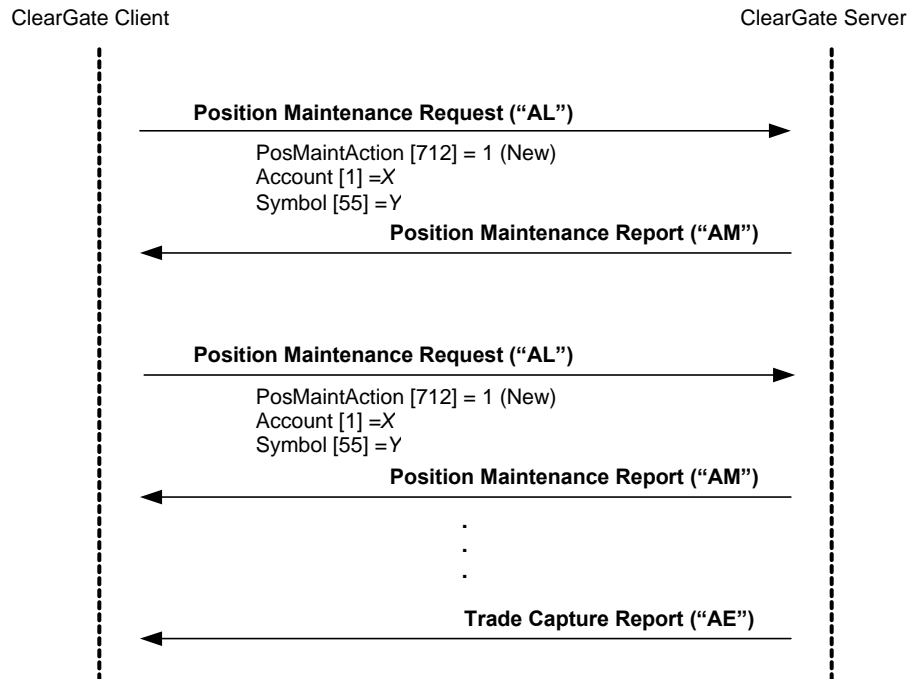 ClearGate Client
ClearGate Server
Position Maintenance Request (“AL”)
PosMaintAction [712] = 1 (New)
Account [1] =X
Symbol [55] =Y
Position Maintenance Report (“AM”)
Position Maintenance Request (“AL”)
PosMaintAction [712] = 1 (New)
Account [1] =X
Symbol [55] =Y
Position Maintenance Report (“AM”)
.
.
.
Trade Capture Report (“AE”)